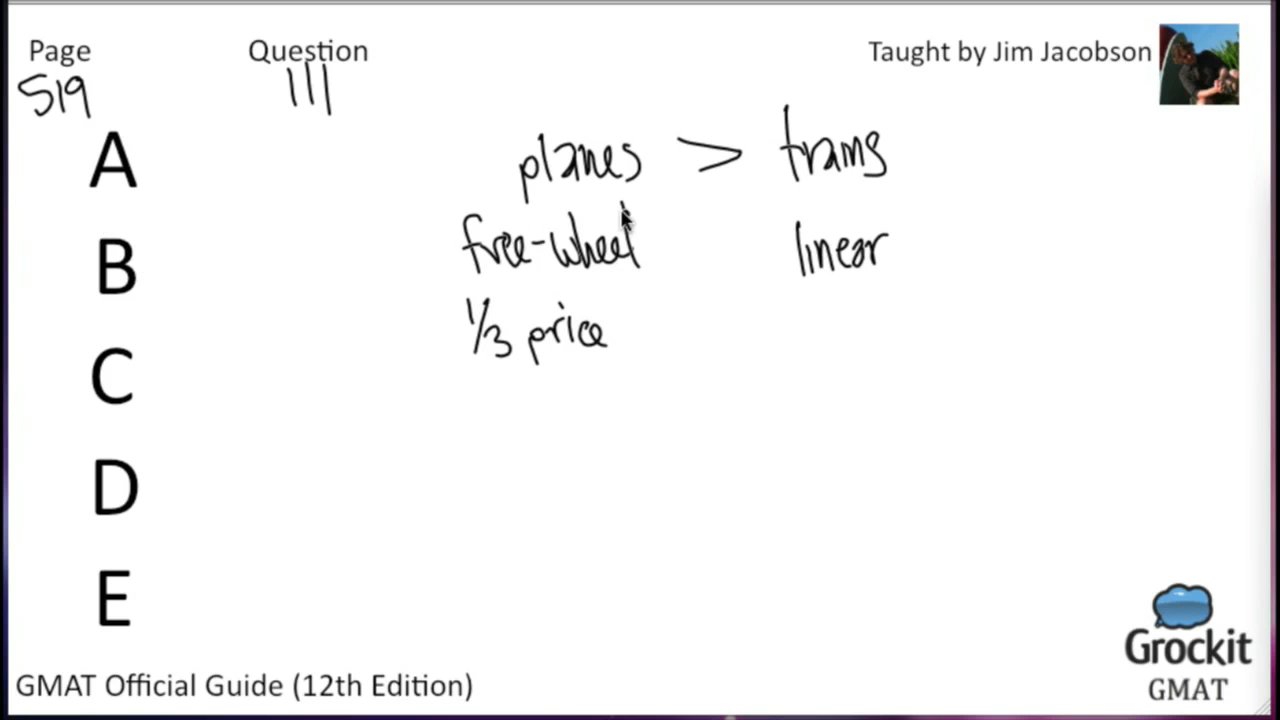 Page Question Taught by Jim Jacobson
519 111
A planes > trains
B free-wheel linear
C 1/3 price
D
E
Grockit
GMAT
GMAT Official Guide (12th Edition)